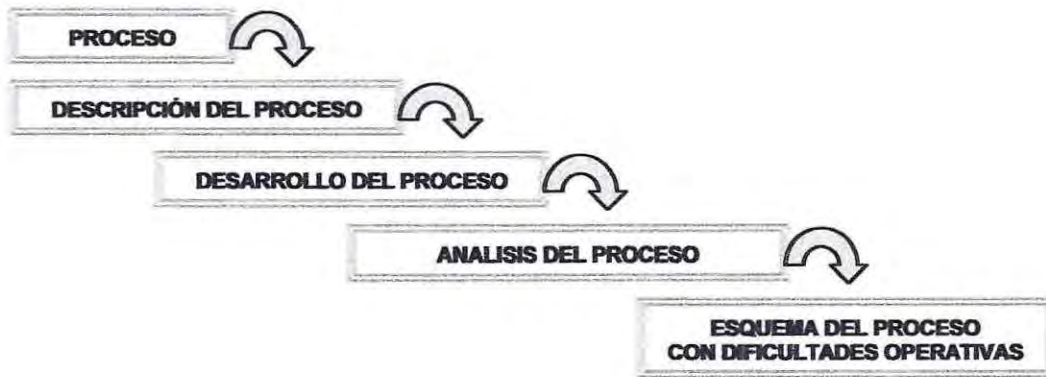 PROCESO
DESCRIPCIÓN DEL PROCESO
DESARROLLO DEL PROCESO
ANALISIS DEL PROCESO
ESQUEMA DEL PROCESO
CON DIFICULTADES OPERATIVAS